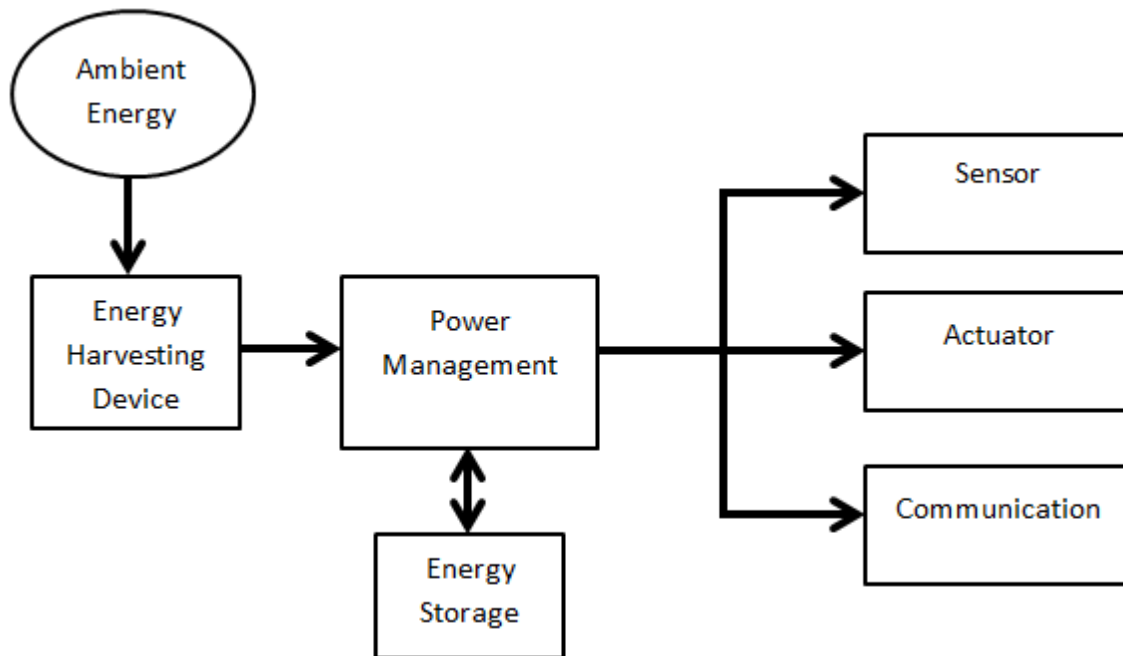 Ambient
Energy
Energy
Harvesting
Device
Power
Management
Energy
Storage
Sensor
Actuator
Communication